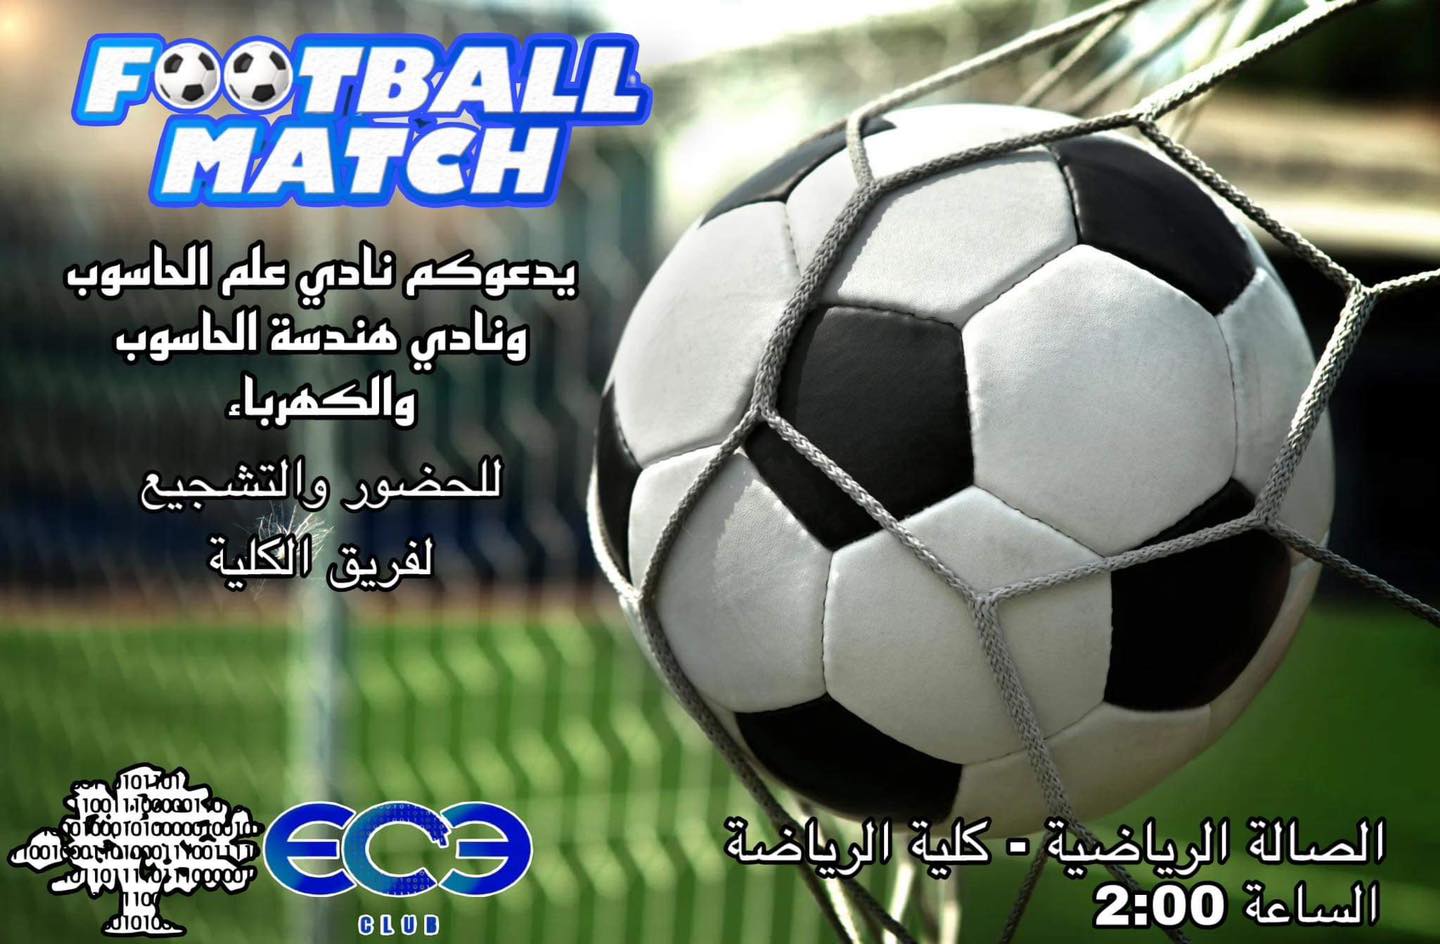 FOOTBALL
MATCH
يدعوكم نادي علم الحاسوب
ونادي هندسة الحاسوب
والكهرباء
للحضور والتشجيع
لفريق الكلية
ECE
CLUB
الصالة الرياضية - كلية الرياضة
الساعة 2:00